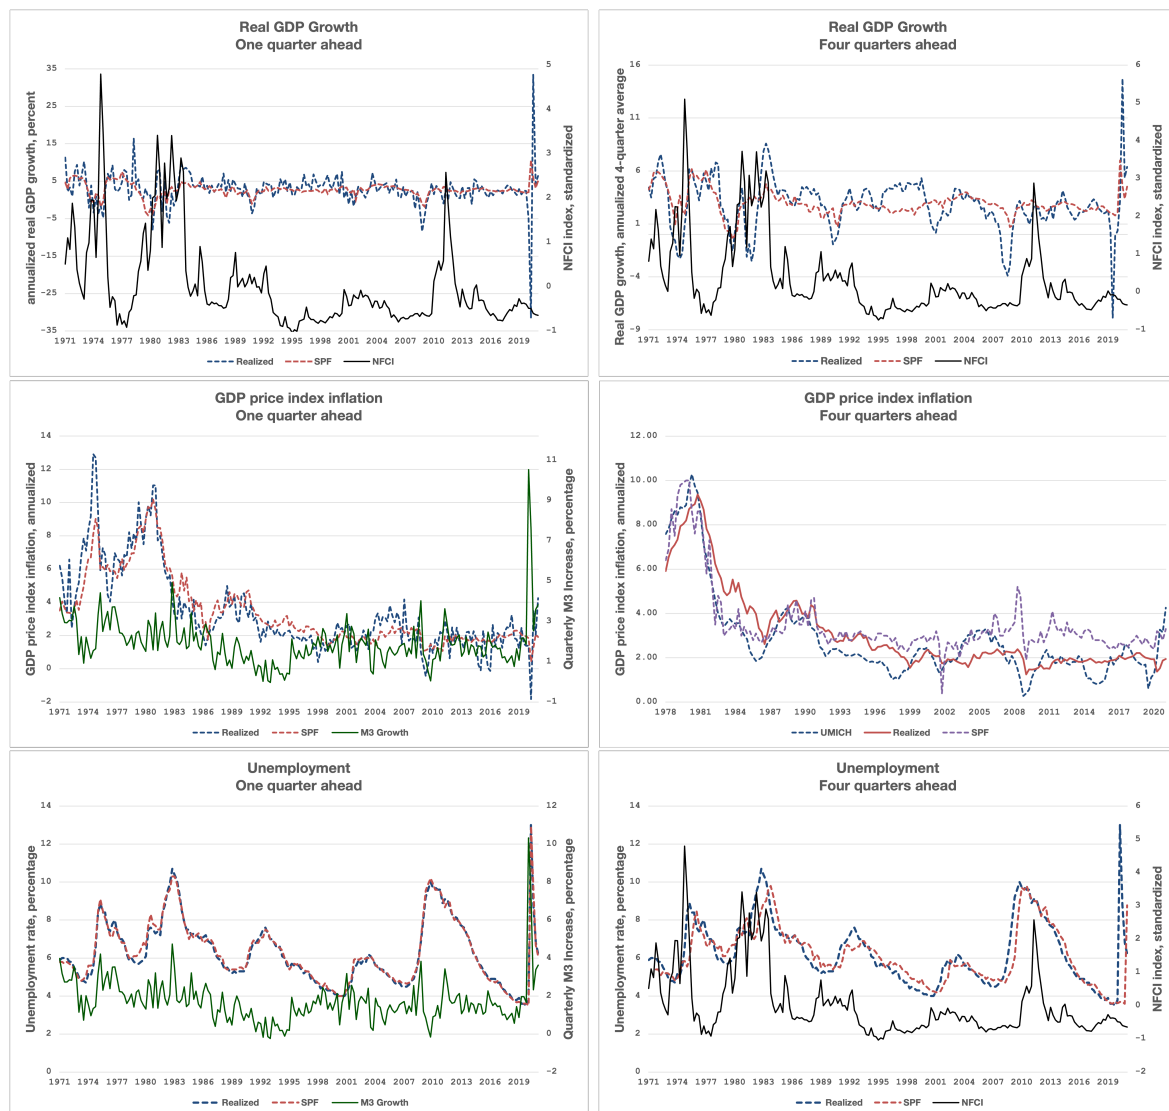 Real GDP Growth
One quarter ahead
annualized real GDP growth, percent
35
25
15
5
−5
−15
−25
−35
5
4
3
2
1
0
−1
NFCI index, standardized
1971 1974 1977 1980 1983 1986 1989 1992 1995 1998 2001 2004 2007 2010 2013 2016 2019
Realized SPF NFCI
Real GDP Growth
Four quarters ahead
Real GDP growth, annualized 4-quarter average
16
11
6
1
−4
−9
6
5
4
3
2
1
0
−1
NFCI index, standardized
1971 1974 1977 1980 1983 1986 1989 1992 1995 1998 2001 2004 2007 2010 2013 2016 2019
Realized SPF NFCI
GDP price index inflation
One quarter ahead
GDP price index inflation, annualized
14
12
10
8
6
4
2
0
−2
11
9
7
5
3
1
−1
Quarterly M3 Increase, percentage
1971 1974 1977 1980 1983 1986 1989 1992 1995 1998 2001 2004 2007 2010 2013 2016 2019
Realized SPF M3 Growth
GDP price index inflation
Four quarters ahead
GDP price index inflation, annualized
12.00
10.00
8.00
6.00
4.00
2.00
0.00
1978 1981 1984 1987 1990 1993 1996 1999 2002 2005 2008 2011 2014 2017 2020
UMICH Realized SPF
Unemployment
One quarter ahead
Unemployment rate, percentage
14
12
10
8
6
4
2
0
12
10
8
6
4
2
0
−2
Quarterly M3 Increase, percentage
1971 1974 1977 1980 1983 1986 1989 1992 1995 1998 2001 2004 2007 2010 2013 2016 2019
Realized SPF M3 Growth
Unemployment
Four quarters ahead
Unemployment rate, percentage
14
12
10
8
6
4
2
0
6
5
4
3
2
1
0
−1
−2
NFCI index, standardized
1971 1974 1977 1980 1983 1986 1989 1992 1995 1998 2001 2004 2007 2010 2013 2016 2019
Realized SPF NFCI